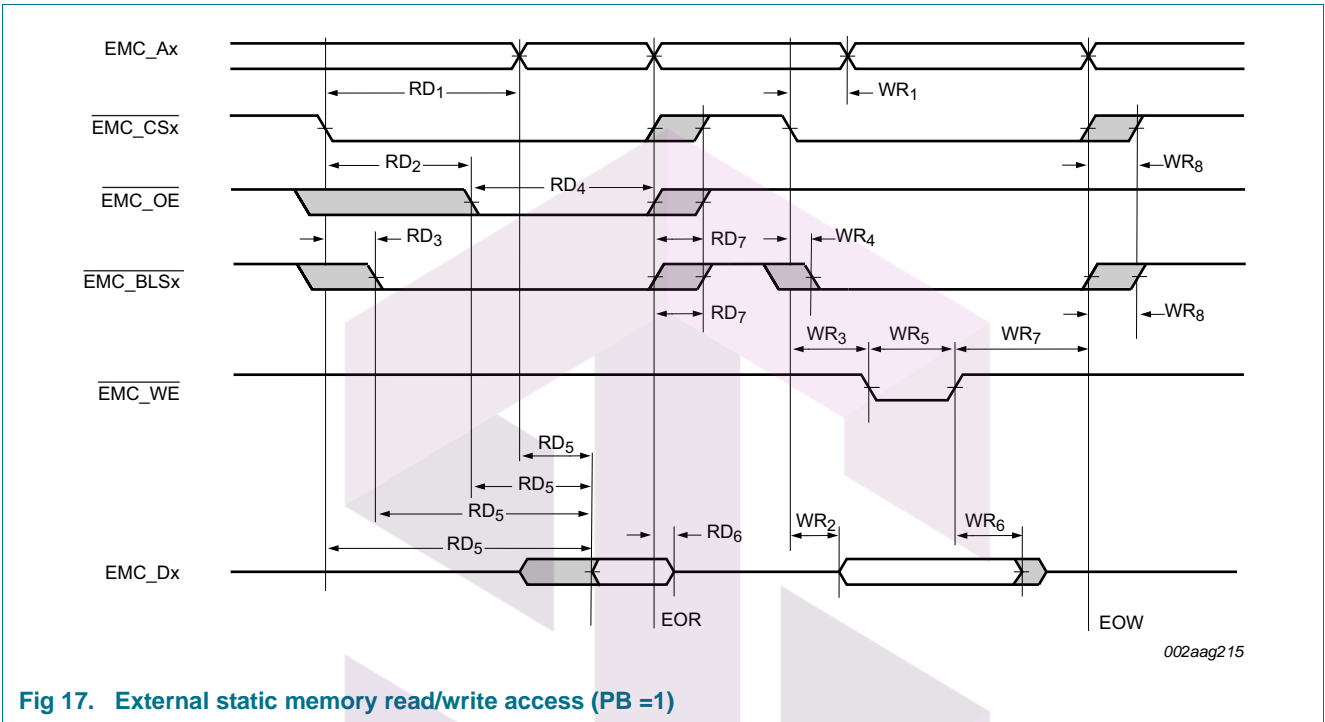 EMC_Ax
RD1
WR1
EMC_CSx
RD2
WR8
EMC_OE
RD4
RD3
RD7
WR4
EMC_BLSx
RD7
WR8
WR3
WR5
WR7
EMC_WE
RD5
RD5
RD5
WR2
WR6
RD5
RD6
EMC_Dx
EOR
EOW
002aag215
Fig 17. External static memory read/write access (PB =1)